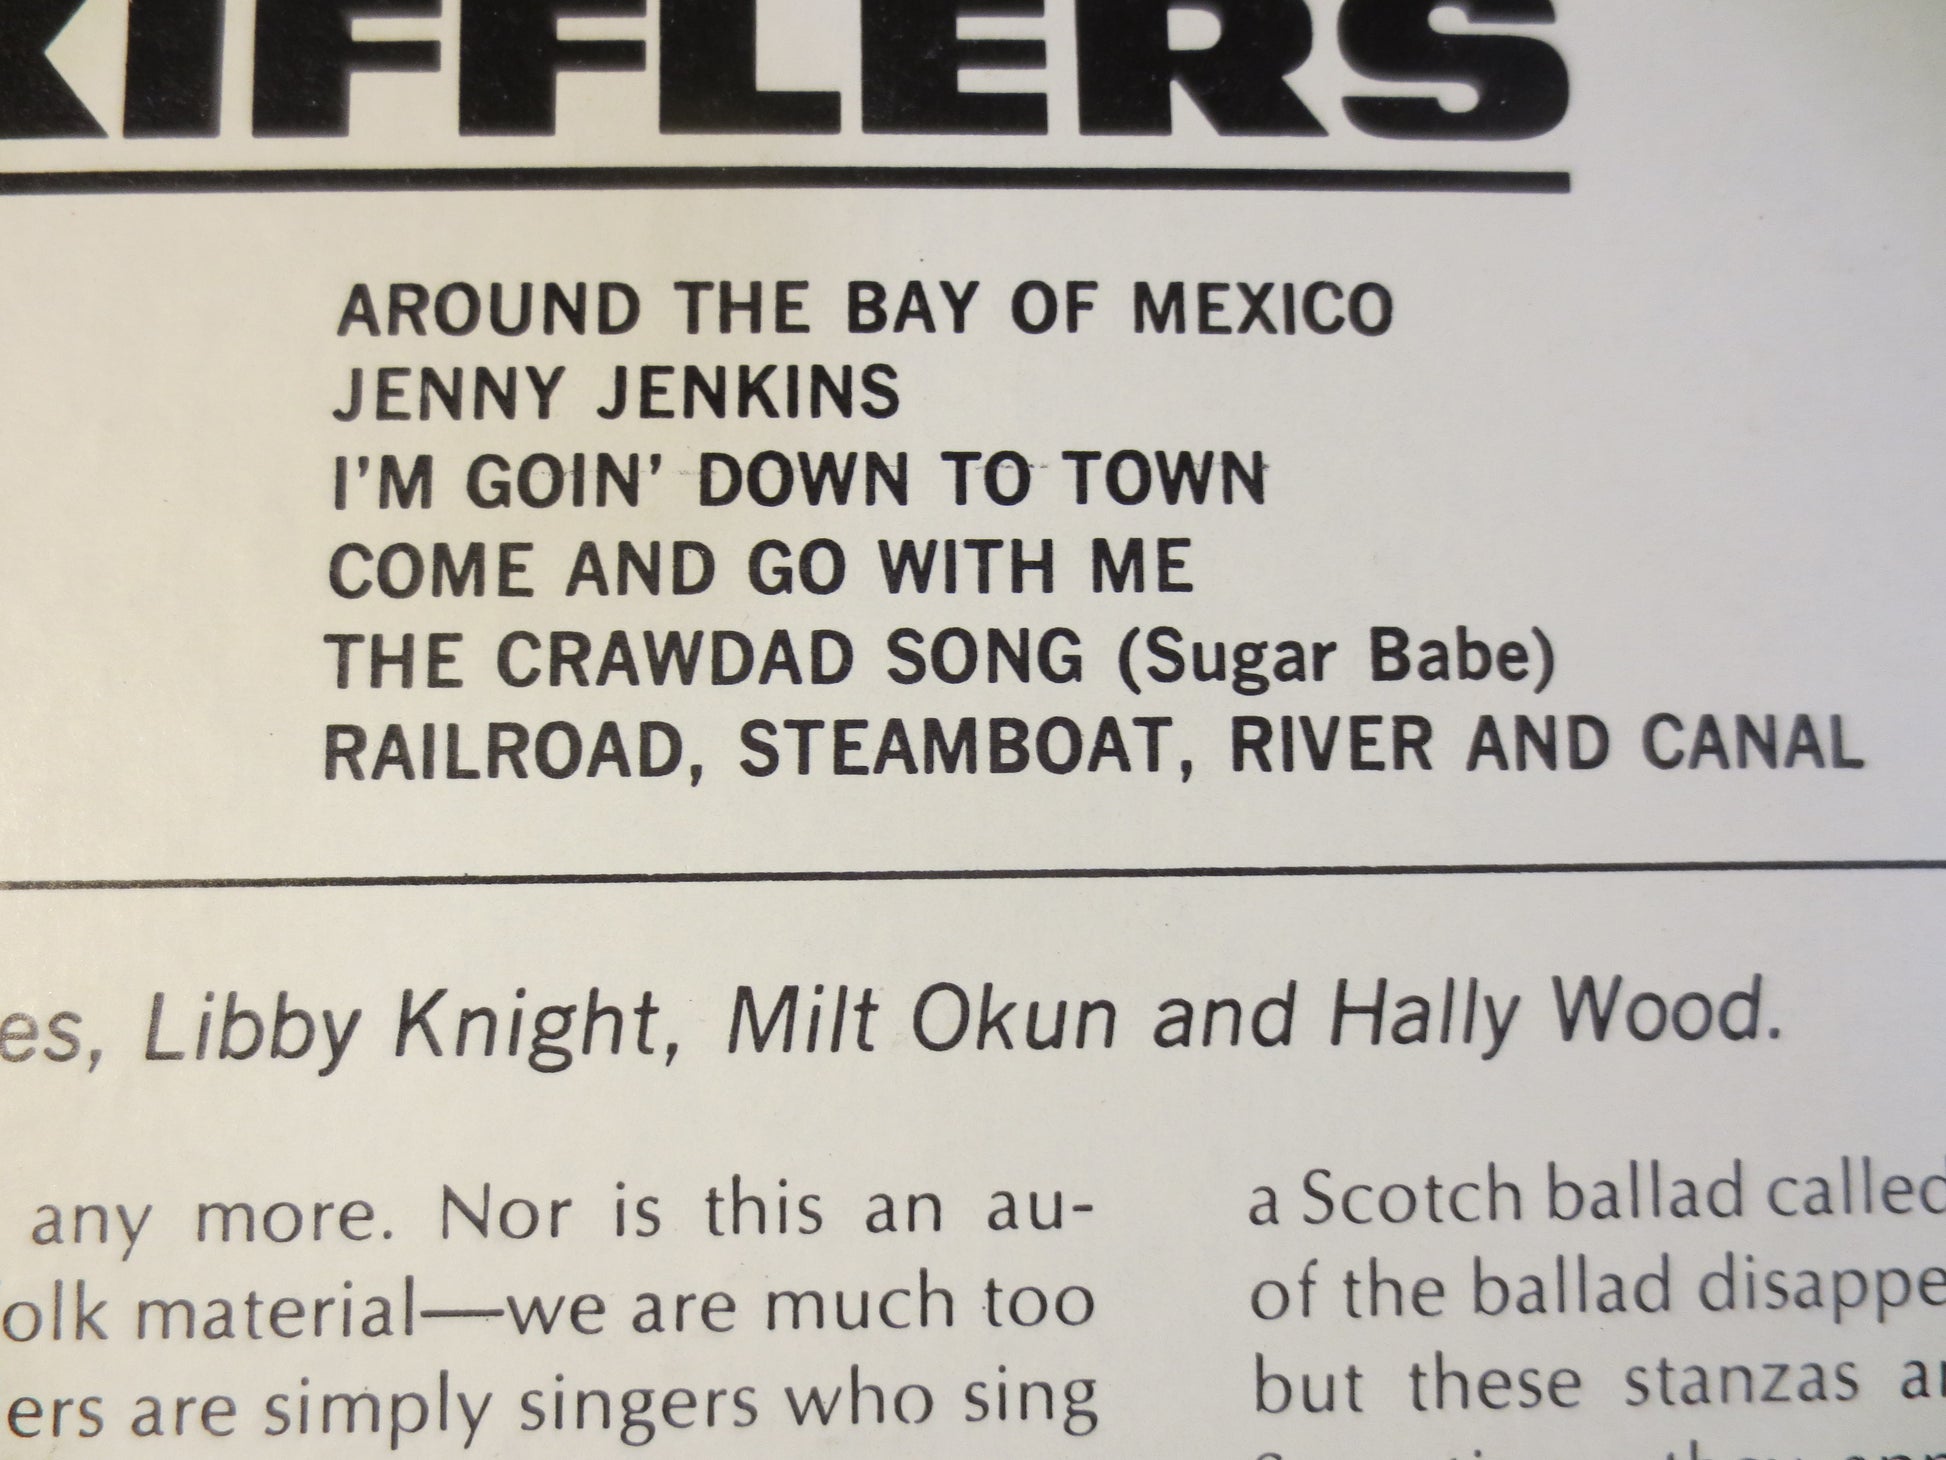 KIFFLERS
AROUND THE BAY OF MEXICO
JENNY JENKINS
I'M GOIN' DOWN TO TOWN
COME AND GO WITH ME
THE CRAWDAD SONG (Sugar Babe)
RAILROAD, STEAMBOAT, RIVER AND CANAL
es, Libby Knight, Milt Okun and Hally Wood.
any more. Nor is this an au-
olk material—we are much too
ers are simply singers who sing
a Scotch ballad called
of the ballad disappe
but these stanzas a